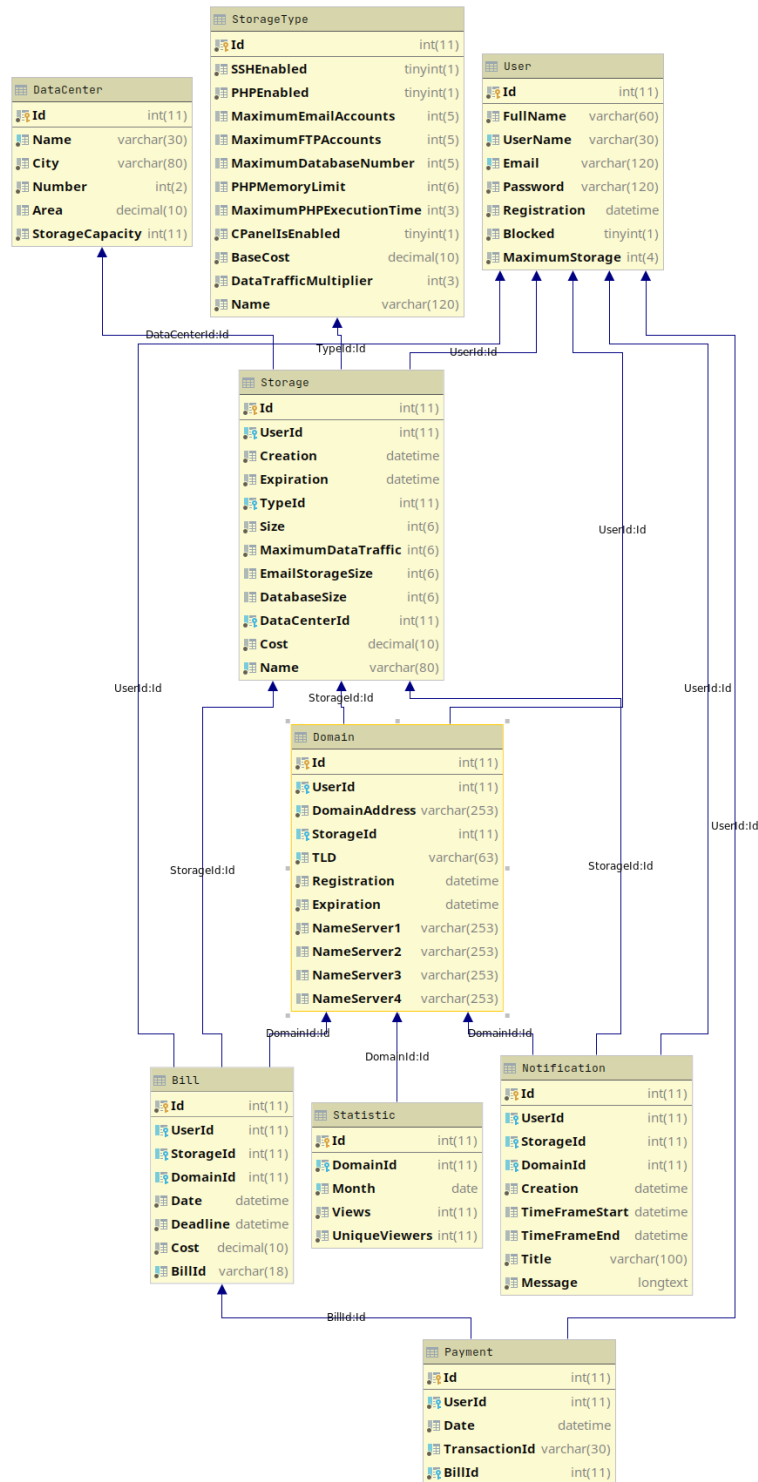 StorageType
Id int(11)
SSHEnabled tinyint(1)
PHPEnabled tinyint(1)
MaximumEmailAccounts int(5)
MaximumFTPAccounts int(5)
MaximumDatabaseNumber int(5)
PHPMemoryLimit int(6)
MaximumPHPExecutionTime int(3)
CPanelIsEnabled tinyint(1)
BaseCost decimal(10)
DataTrafficMultiplier int(3)
Name varchar(120)
User
Id int(11)
FullName varchar(60)
UserName varchar(30)
Email varchar(120)
Password varchar(120)
Registration datetime
Blocked tinyint(1)
MaximumStorage int(4)
DataCenter
Id int(11)
Name varchar(30)
City varchar(80)
Number int(2)
Area decimal(10)
StorageCapacity int(11)
DataCenterId:Id
TypeId:Id
UserId:Id
Storage
Id int(11)
UserId int(11)
Creation datetime
Expiration datetime
TypeId int(11)
Size int(6)
MaximumDataTraffic int(6)
EmailStorageSize int(6)
DatabaseSize int(6)
DataCenterId int(11)
Cost decimal(10)
Name varchar(80)
UserId:Id
UserId:Id
StorageId:Id
UserId:Id
Domain
Id int(11)
UserId int(11)
DomainAddress varchar(253)
StorageId int(11)
TLD varchar(63)
Registration datetime
Expiration datetime
NameServer1 varchar(253)
NameServer2 varchar(253)
NameServer3 varchar(253)
NameServer4 varchar(253)
UserId:Id
StorageId:Id
StorageId:Id
DomainId:Id
DomainId:Id
DomainId:Id
Bill
Id int(11)
UserId int(11)
StorageId int(11)
DomainId int(11)
Date datetime
Deadline datetime
Cost decimal(10)
BillId varchar(18)
Statistic
Id int(11)
DomainId int(11)
Month date
Views int(11)
UniqueViewers int(11)
Notification
Id int(11)
UserId int(11)
StorageId int(11)
DomainId int(11)
Creation datetime
TimeFrameStart datetime
TimeFrameEnd datetime
Title varchar(100)
Message longtext
BillId:Id
Payment
Id int(11)
UserId int(11)
Date datetime
TransactionId varchar(30)
BillId int(11)